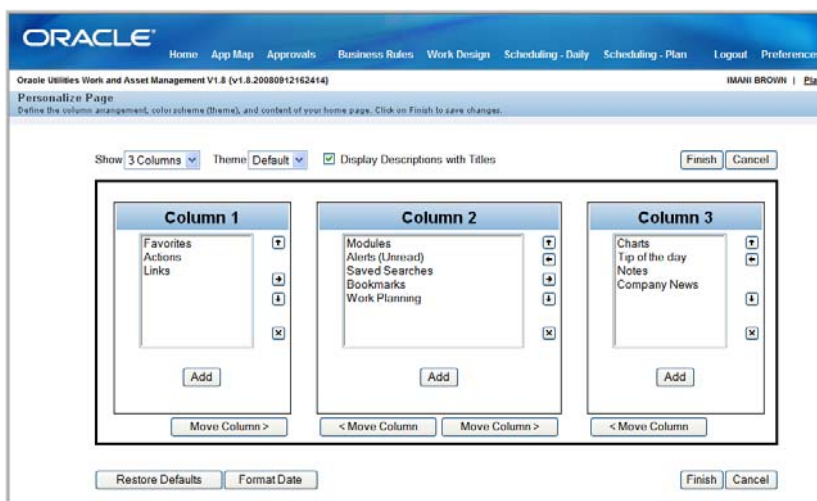 ORACLE
Home App Map Approvals Business Rules Work Design Scheduling - Daily Scheduling - Plan Logout Preferences
Oracle Utilities Work and Asset Management V1.8 (v1.8.20080912162414) IMANI BROWN |
Personalize Page
Define the column arrangement, color scheme (theme), and content of your home page. Click on Finish to save changes.
Show 3 Columns Theme Default Display Descriptions with Titles Finish Cancel
Column 1 Column 2 Column 3
Favorites Modules Charts
Actions Alerts (Unread) Tip of the day
Links Saved Searches Notes
Bookmarks Company News
Work Planning
Add Add Add
Move Column > < Move Column Move Column > < Move Column
Restore Defaults Format Date Finish Cancel